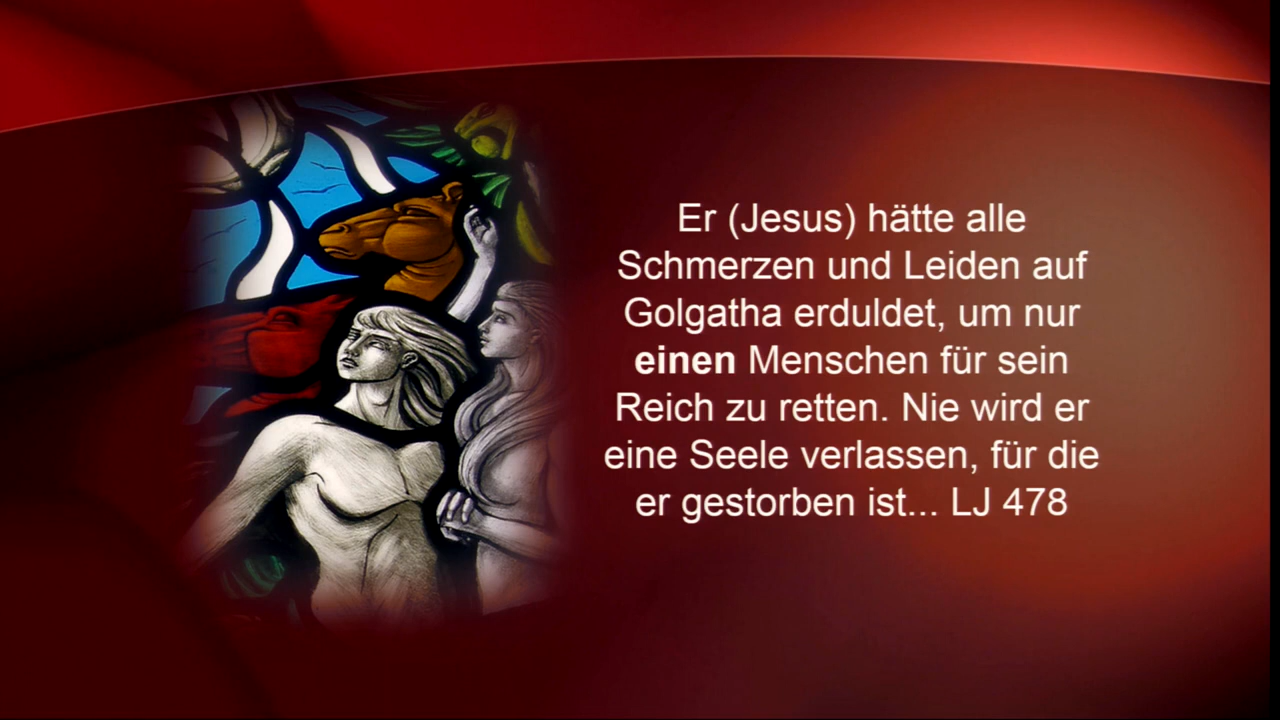 Er (Jesus) hätte alle
Schmerzen und Leiden auf
Golgatha erduldet, um nur
einen Menschen für sein
Reich zu retten. Nie wird er
eine Seele verlassen, für die
er gestorben ist... LJ 478